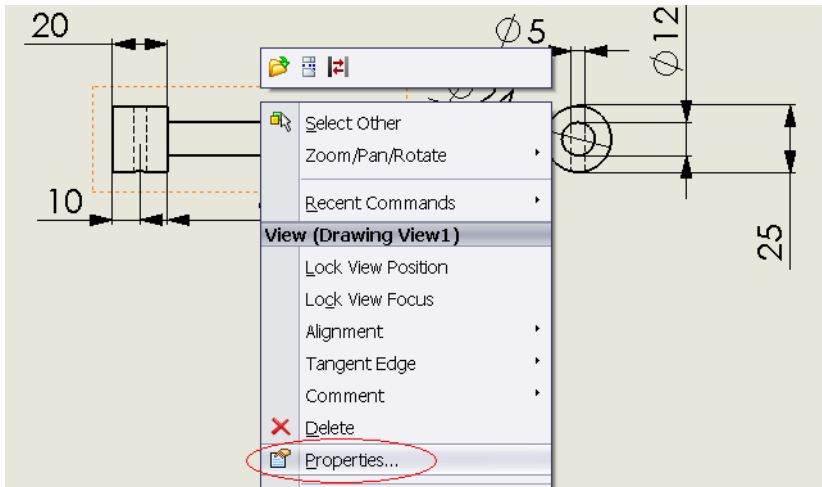 20
⌀5
⌀12
Select Other
Zoom/Pan/Rotate
Recent Commands
10
View (Drawing View1)
25
Lock View Position
Lock View Focus
Alignment
Tangent Edge
Comment
Delete
Properties...